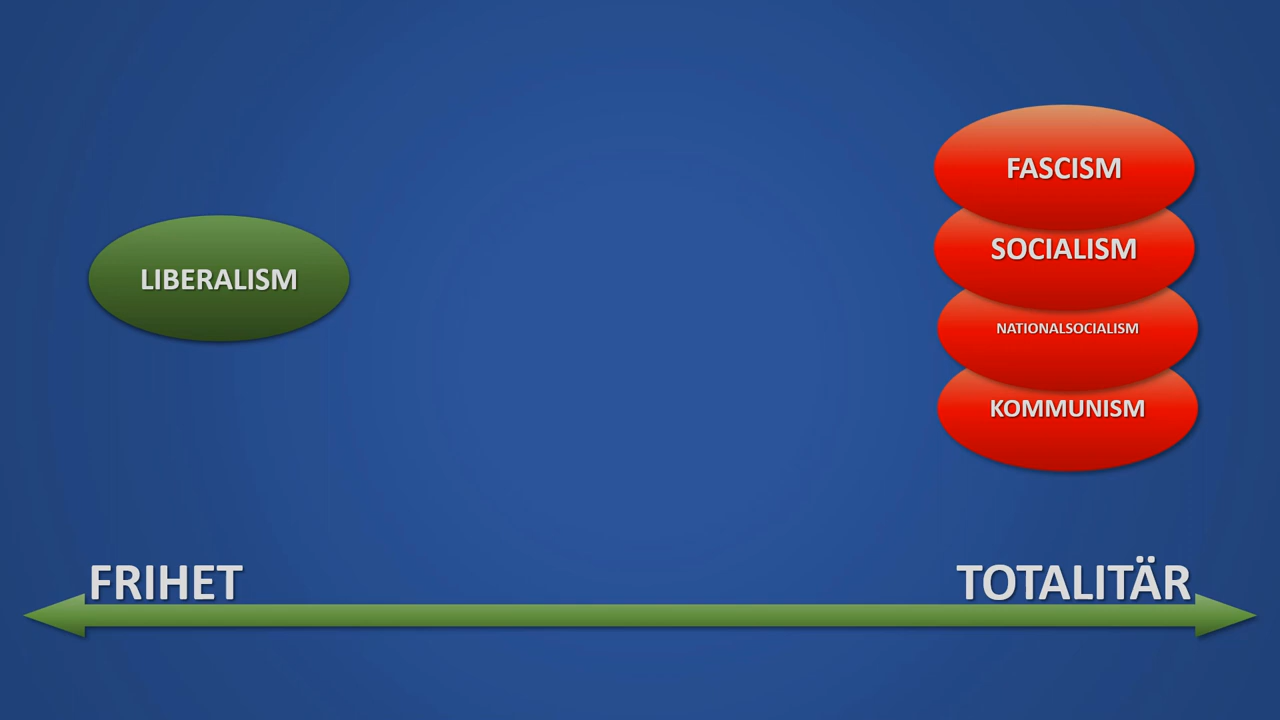 LIBERALISM
FASCISM
SOCIALISM
NATIONALSOCIALISM
KOMMUNISM
FRIHET
TOTALITÄR